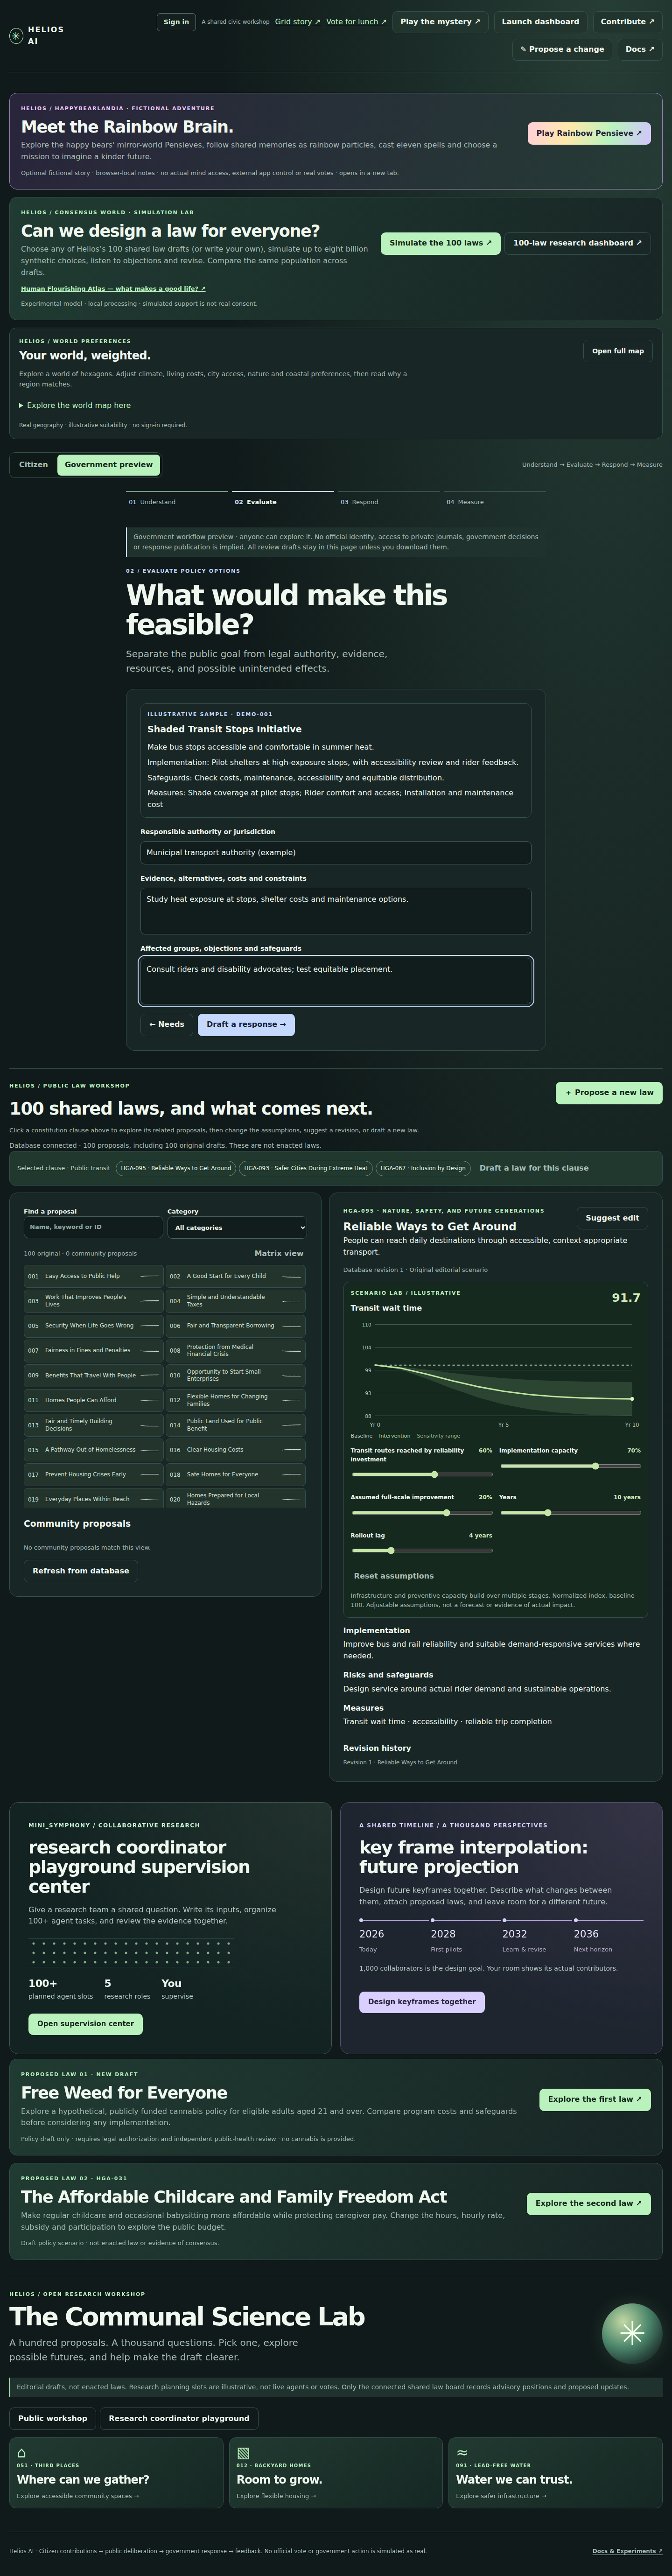 HELIOS
AI
Sign in
A shared civic workshop
Grid story ↗
Vote for lunch ↗
Play the mystery ↗
Launch dashboard
Contribute ↗
✎ Propose a change
Docs ↗
HELIOS / HAPPYBEARLANDIA · FICTIONAL ADVENTURE
Meet the Rainbow Brain.
Explore the happy bears' mirror-world Pensieves, follow shared memories as rainbow particles, cast eleven spells and choose a
mission to imagine a kinder future.
Optional fictional story · browser-local notes · no actual mind access, external app control or real votes · opens in a new tab.
Play Rainbow Pensieve ↗
HELIOS / CONSENSUS WORLD · SIMULATION LAB
Can we design a law for everyone?
Choose any of Helios's 100 shared law drafts (or write your own), simulate up to eight billion
synthetic choices, listen to objections and revise. Compare the same population across
drafts.
Human Flourishing Atlas — what makes a good life? ↗
Experimental model · local processing · simulated support is not real consent.
Simulate the 100 laws ↗
100-law research dashboard ↗
HELIOS / WORLD PREFERENCES
Your world, weighted.
Explore a world of hexagons. Adjust climate, living costs, city access, nature and coastal preferences, then read why a
region matches.
▶ Explore the world map here
Real geography · illustrative suitability · no sign-in required.
Open full map
Citizen
Government preview
Understand → Evaluate → Respond → Measure
01 Understand
02 Evaluate
03 Respond
04 Measure
Government workflow preview · anyone can explore it. No official identity, access to private journals, government decisions
or response publication is implied. All review drafts stay in this page unless you download them.
02 / EVALUATE POLICY OPTIONS
What would make this
feasible?
Separate the public goal from legal authority, evidence,
resources, and possible unintended effects.
ILLUSTRATIVE SAMPLE · DEMO-001
Shaded Transit Stops Initiative
Make bus stops accessible and comfortable in summer heat.
Implementation: Pilot shelters at high-exposure stops, with accessibility review and rider feedback.
Safeguards: Check costs, maintenance, accessibility and equitable distribution.
Measures: Shade coverage at pilot stops; Rider comfort and access; Installation and maintenance
cost
Responsible authority or jurisdiction
Municipal transport authority (example)
Evidence, alternatives, costs and constraints
Study heat exposure at stops, shelter costs and maintenance options.
Affected groups, objections and safeguards
Consult riders and disability advocates; test equitable placement.
← Needs
Draft a response →
HELIOS / PUBLIC LAW WORKSHOP
100 shared laws, and what comes next.
+ Propose a new law
Click a constitution clause above to explore its related proposals, then change the assumptions, suggest a revision, or draft a new law.
Database connected · 100 proposals, including 100 original drafts. These are not enacted laws.
Selected clause · Public transit
HGA-095 · Reliable Ways to Get Around
HGA-093 · Safer Cities During Extreme Heat
HGA-067 · Inclusion by Design
Draft a law for this clause
Find a proposal
Category
Name, keyword or ID
All categories
100 original · 0 community proposals
Matrix view
001 Easy Access to Public Help
002 A Good Start for Every Child
003 Work That Improves People's
Lives
004 Simple and Understandable
Taxes
005 Security When Life Goes Wrong
006 Fair and Transparent Borrowing
007 Fairness in Fines and Penalties
008 Protection from Medical
Financial Crisis
009 Benefits That Travel With People
010 Opportunity to Start Small
Enterprises
011 Homes People Can Afford
012 Flexible Homes for Changing
Families
013 Fair and Timely Building
Decisions
014 Public Land Used for Public
Benefit
015 A Pathway Out of Homelessness
016 Clear Housing Costs
017 Prevent Housing Crises Early
018 Safe Homes for Everyone
019 Everyday Places Within Reach
020 Homes Prepared for Local
Hazards
Community proposals
No community proposals match this view.
Refresh from database
HGA-095 · NATURE, SAFETY, AND FUTURE GENERATIONS
Reliable Ways to Get Around
Suggest edit
People can reach daily destinations through accessible, context-appropriate
transport.
Database revision 1 · Original editorial scenario
SCENARIO LAB / ILLUSTRATIVE
91.7
Transit wait time
110
104
99
93
88
Yr 0
Yr 5
Yr 10
Baseline
Intervention
Sensitivity range
Transit routes reached by reliability
investment
60%
Implementation capacity
70%
Assumed full-scale improvement
20%
Years
10 years
Rollout lag
4 years
Reset assumptions
Infrastructure and preventive capacity build over multiple stages. Normalized index, baseline
100. Adjustable assumptions, not a forecast or evidence of actual impact.
Implementation
Improve bus and rail reliability and suitable demand-responsive services where
needed.
Risks and safeguards
Design service around actual rider demand and sustainable operations.
Measures
Transit wait time · accessibility · reliable trip completion
Revision history
Revision 1 · Reliable Ways to Get Around
MINI_SYMPHONY / COLLABORATIVE RESEARCH
research coordinator
playground supervision
center
Give a research team a shared question. Write its inputs, organize
100+ agent tasks, and review the evidence together.
100+
planned agent slots
5
research roles
You
supervise
Open supervision center
A SHARED TIMELINE / A THOUSAND PERSPECTIVES
key frame interpolation:
future projection
Design future keyframes together. Describe what changes between
them, attach proposed laws, and leave room for a different future.
2026
Today
2028
First pilots
2032
Learn & revise
2036
Next horizon
1,000 collaborators is the design goal. Your room shows its actual contributors.
Design keyframes together
PROPOSED LAW 01 · NEW DRAFT
Free Weed for Everyone
Explore a hypothetical, publicly funded cannabis policy for eligible adults aged 21 and over. Compare program costs and safeguards
before considering any implementation.
Policy draft only · requires legal authorization and independent public-health review · no cannabis is provided.
Explore the first law ↗
PROPOSED LAW 02 · HGA-031
The Affordable Childcare and Family Freedom Act
Make regular childcare and occasional babysitting more affordable while protecting caregiver pay. Change the hours, hourly rate,
subsidy and participation to explore the public budget.
Draft policy scenario · not enacted law or evidence of consensus.
Explore the second law ↗
HELIOS / OPEN RESEARCH WORKSHOP
The Communal Science Lab
A hundred proposals. A thousand questions. Pick one, explore
possible futures, and help make the draft clearer.
Editorial drafts, not enacted laws. Research planning slots are illustrative, not live agents or votes. Only the connected shared law board records advisory positions and proposed updates.
Public workshop
Research coordinator playground
051 · THIRD PLACES
Where can we gather?
Explore accessible community spaces →
012 · BACKYARD HOMES
Room to grow.
Explore flexible housing →
091 · LEAD-FREE WATER
Water we can trust.
Explore safer infrastructure →
Helios AI · Citizen contributions → public deliberation → government response → feedback. No official vote or government action is simulated as real.
Docs & Experiments ↗